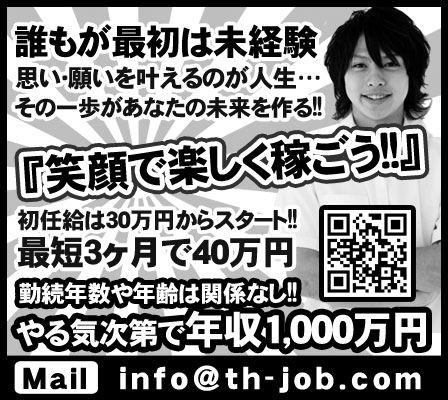 誰もが最初は未経験
思い・願いを叶えるのが人生…
その一歩があなたの未来を作る!!
『笑顔で楽しく稼ごう!!』
初任給は30万円からスタート!!
最短3ヶ月で40万円
勤続年数や年齢は関係なし!!
やる気次第で年収1,000万円
Mail info@th-job.com